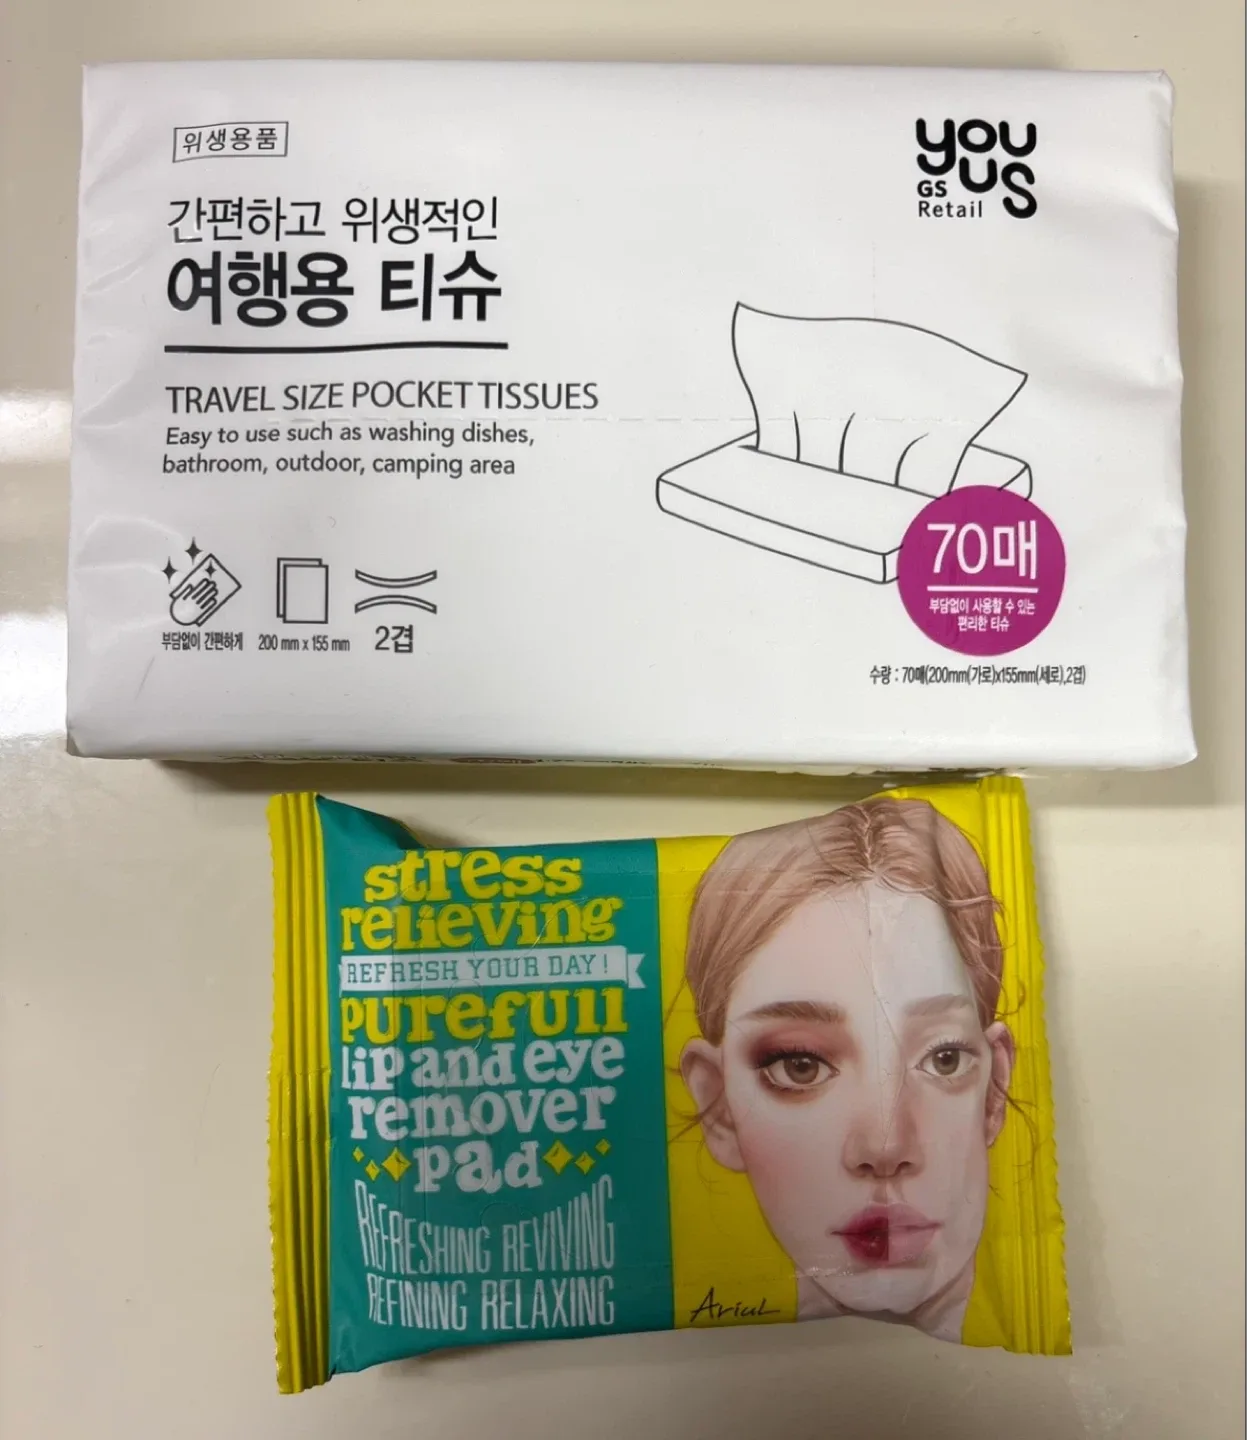 위생용품
간편하고 위생적인
여행용 티슈
TRAVEL SIZE POCKET TISSUES
Easy to use such as washing dishes,
bathroom, outdoor, camping area
부담없이 간편하게
200 mm x 155 mm
2겹
you
us
GS
Retail
70매
부담없이 사용할 수 있는
편리한 티슈
수량 : 70매(200mm(가로)x155mm(세로),2겹)
stress
relieving
REFRESH YOUR DAY!
purefull
lip and eye
remover
pad
REFRESHING REVIVING
REFINING RELAXING
Ariul